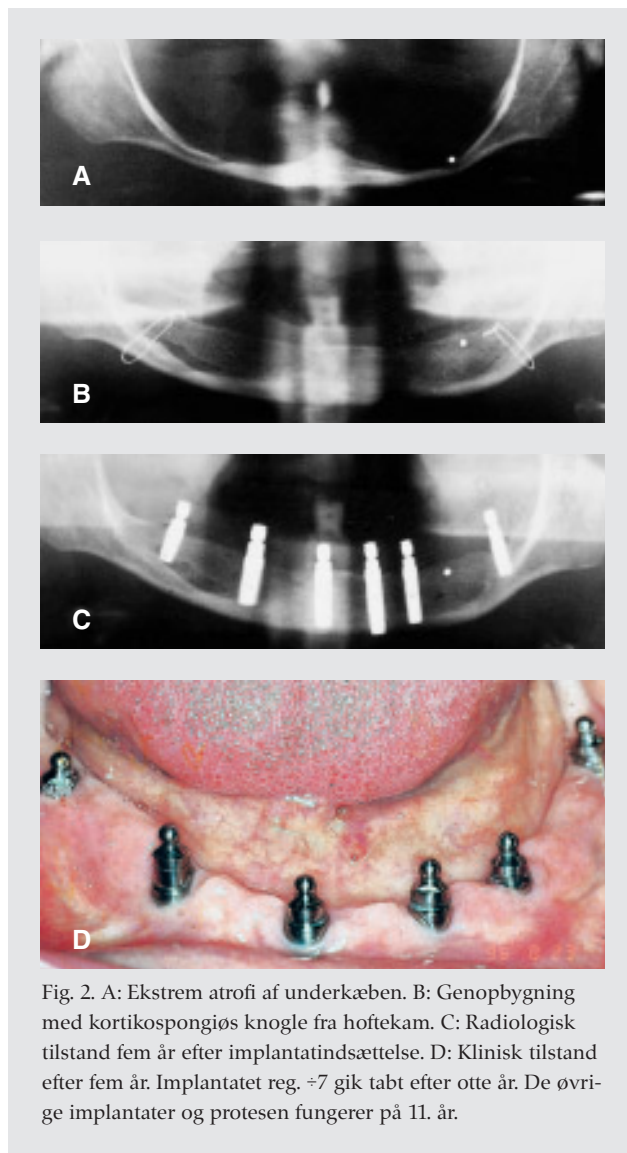 A
B
C
D
Fig. 2. A: Ekstrem atrofi af underkæben. B: Genopbygning
med kortikospongiøs knogle fra hoftekam. C: Radiologisk
tilstand fem år efter implantatindsættelse. D: Klinisk tilstand
efter fem år. Implantatet reg. ÷7 gik tabt efter otte år. De øvri-
ge implantater og protesen fungerer på 11. år.